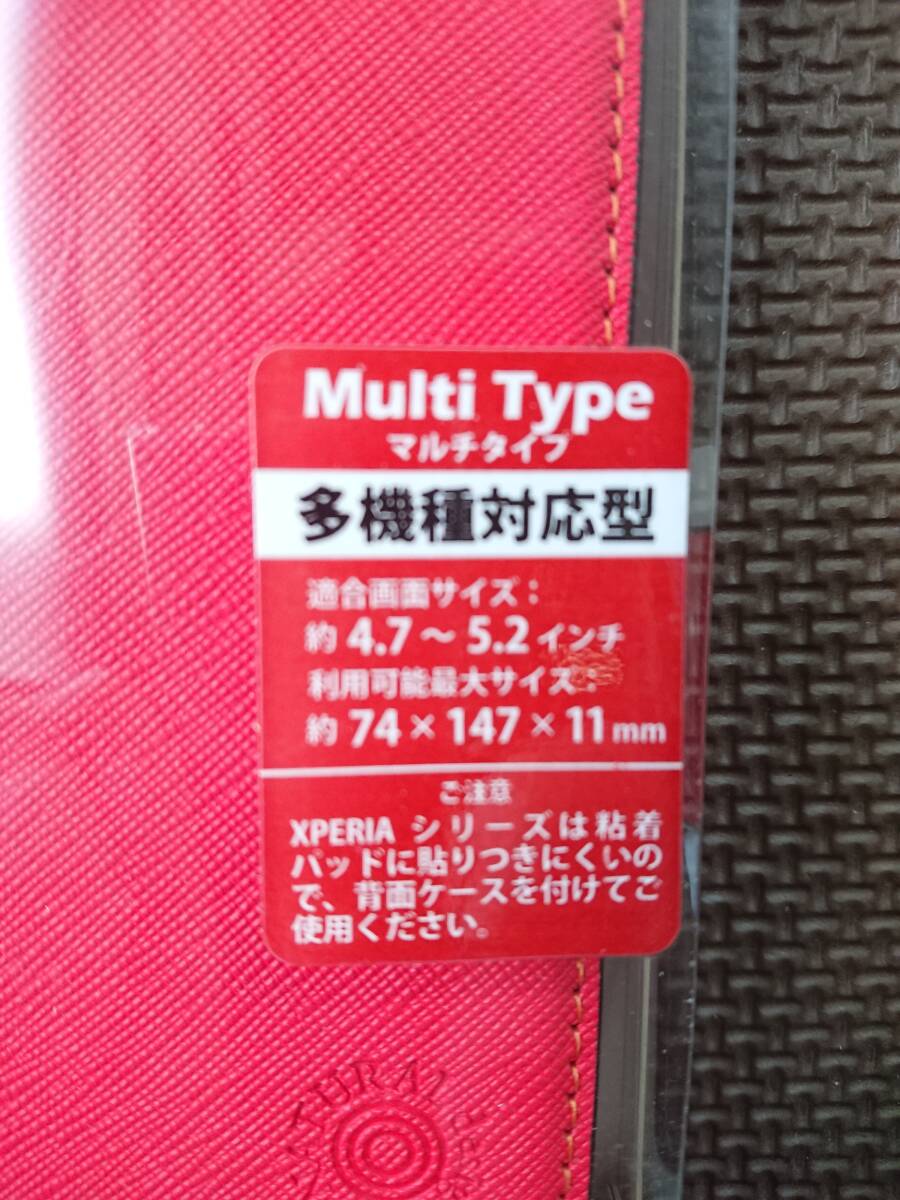 Multi Type
マルチタイプ
多機種対応型
適合画面サイズ：
約 4.7 ～ 5.2 インチ
利用可能最大サイズ：
約 74 × 147 × 11 mm
ご注意
XPERIA シリーズは粘着
パッドに貼りつきにくいの
で、背面ケースを付けてご
使用ください。
NATURAL